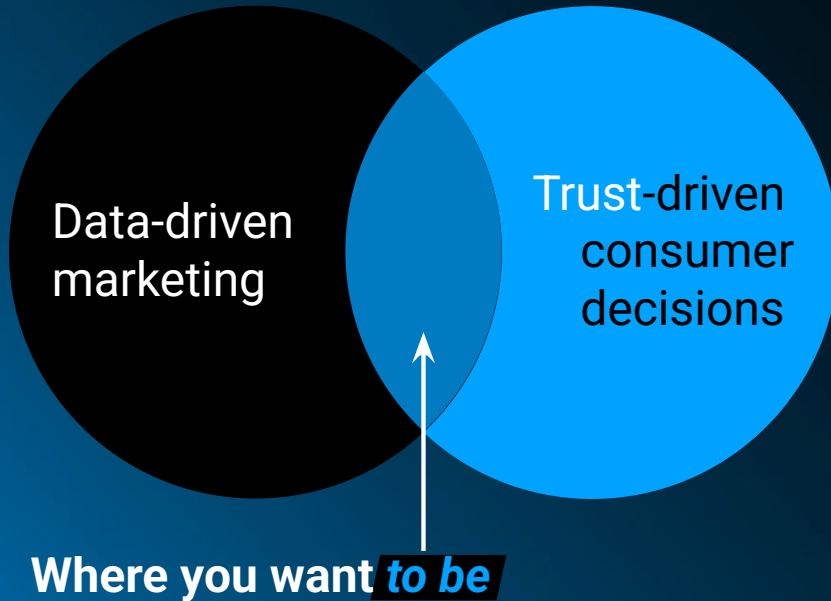 Data-driven
marketing
Trust-driven
consumer
decisions
Where you want to be